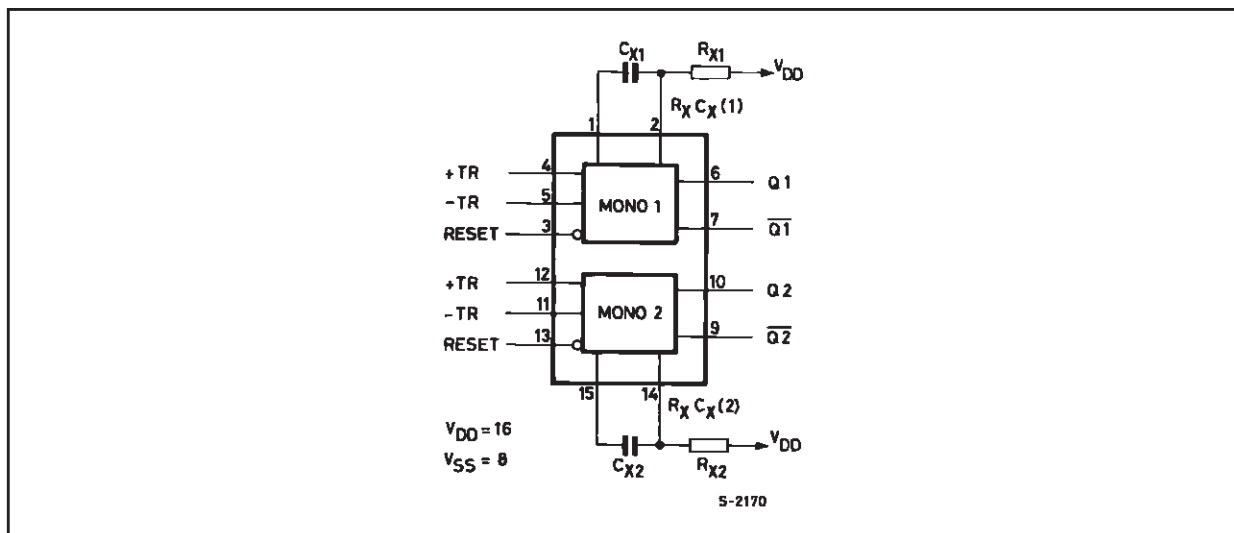 CX1 RX1 VDD
RX CX (1)
1 2
+TR 4 MONO 1 6 Q1
-TR 5 7 Q̅1̅
RESET 3
+TR 12 MONO 2 10 Q2
-TR 11 9 Q̅2̅
RESET 13
15 14 RX CX (2)
VDD = 16
VSS = 8
CX2 RX2 VDD
S-2170